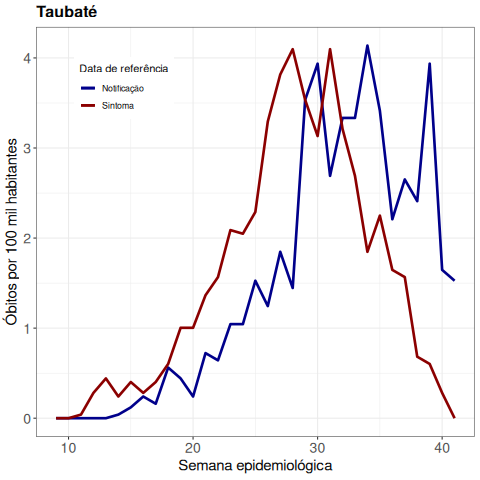 Taubaté
Óbitos por 100 mil habitantes
Data de referência
Notificação
Sintoma
4
3
2
1
0
10 20 30 40
Semana epidemiológica